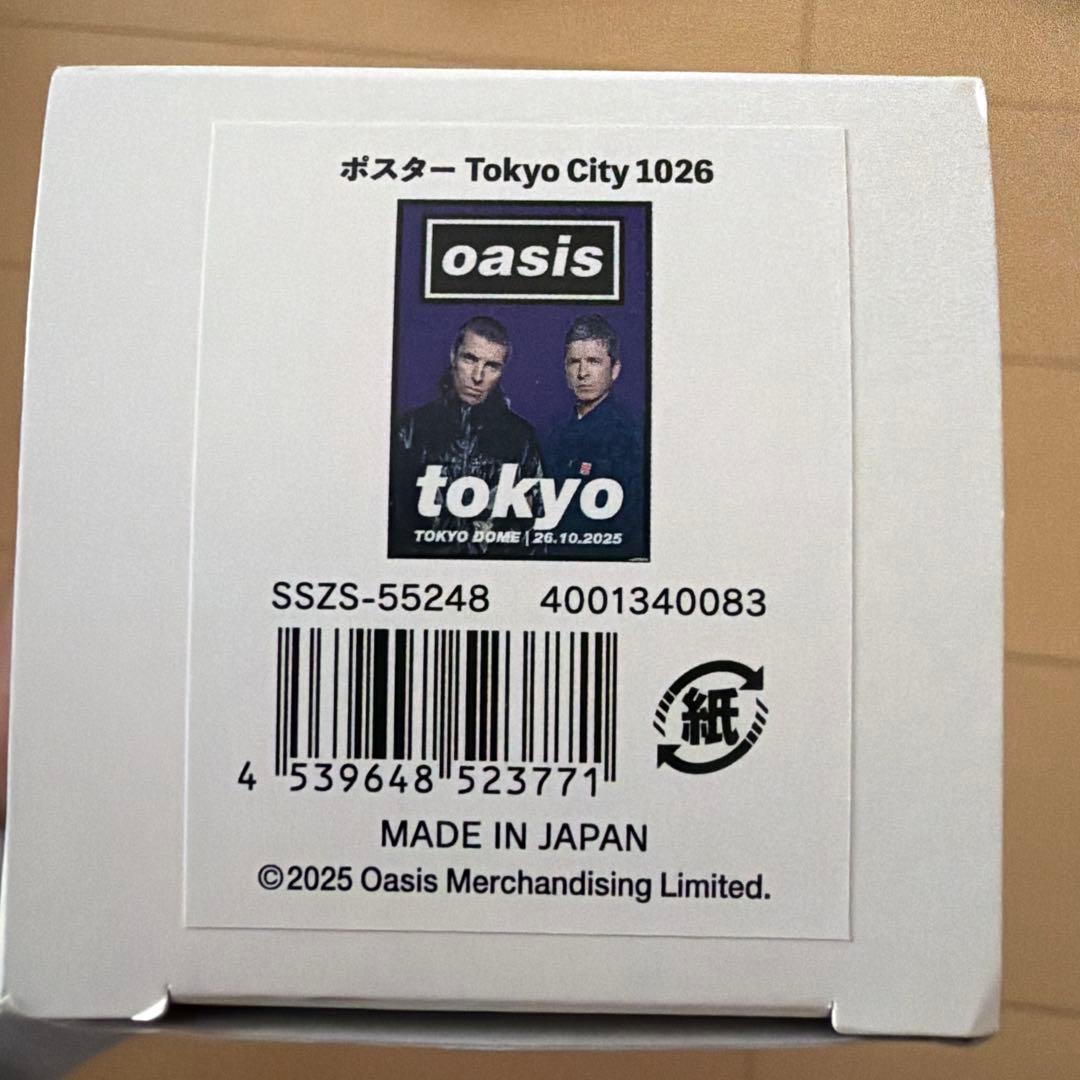 ポスター Tokyo City 1026
oasis
tokyo
TOKYO DOME | 26.10.2025
SSZS-55248 4001340083
紙
4 539648 523771
MADE IN JAPAN
©2025 Oasis Merchandising Limited.